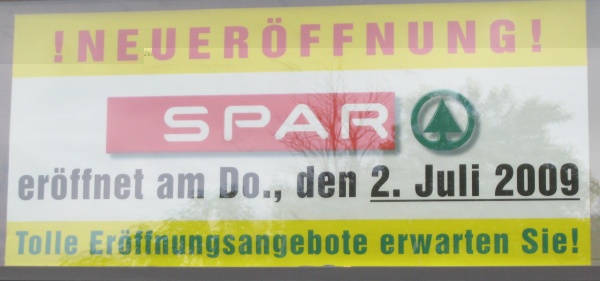 ! NEUERÖFFNUNG !
SPAR
eröffnet am Do., den 2. Juli 2009
Tolle Eröffnungsangebote erwarten Sie!